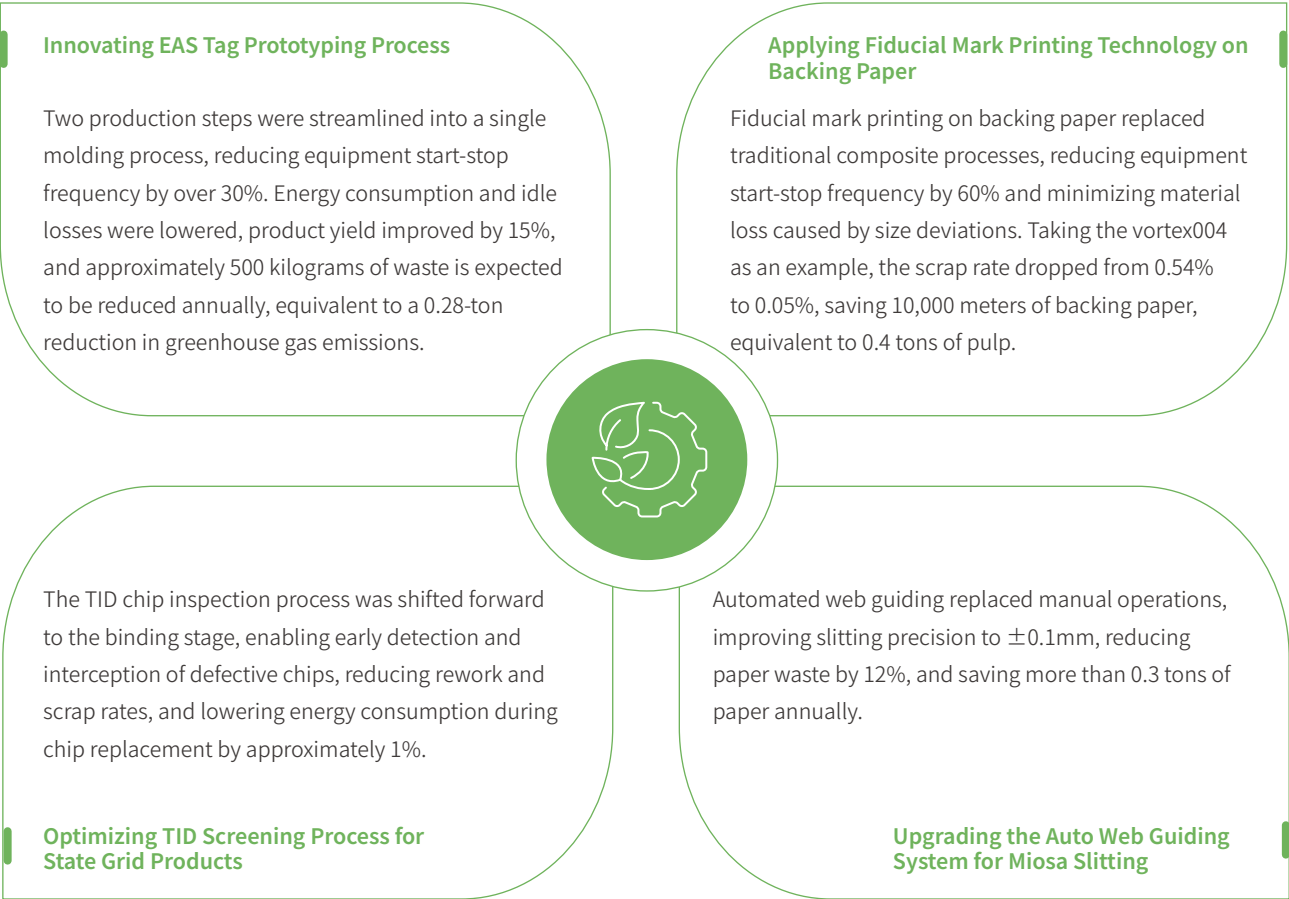 Innovating EAS Tag Prototyping Process
Two production steps were streamlined into a single
molding process, reducing equipment start-stop
frequency by over 30%. Energy consumption and idle
losses were lowered, product yield improved by 15%,
and approximately 500 kilograms of waste is expected
to be reduced annually, equivalent to a 0.28-ton
reduction in greenhouse gas emissions.
Applying Fiducial Mark Printing Technology on
Backing Paper
Fiducial mark printing on backing paper replaced
traditional composite processes, reducing equipment
start-stop frequency by 60% and minimizing material
loss caused by size deviations. Taking the vortex004
as an example, the scrap rate dropped from 0.54%
to 0.05%, saving 10,000 meters of backing paper,
equivalent to 0.4 tons of pulp.
The TID chip inspection process was shifted forward
to the binding stage, enabling early detection and
interception of defective chips, reducing rework and
scrap rates, and lowering energy consumption during
chip replacement by approximately 1%.
Optimizing TID Screening Process for
State Grid Products
Automated web guiding replaced manual operations,
improving slitting precision to ±0.1mm, reducing
paper waste by 12%, and saving more than 0.3 tons of
paper annually.
Upgrading the Auto Web Guiding
System for Miosa Slitting